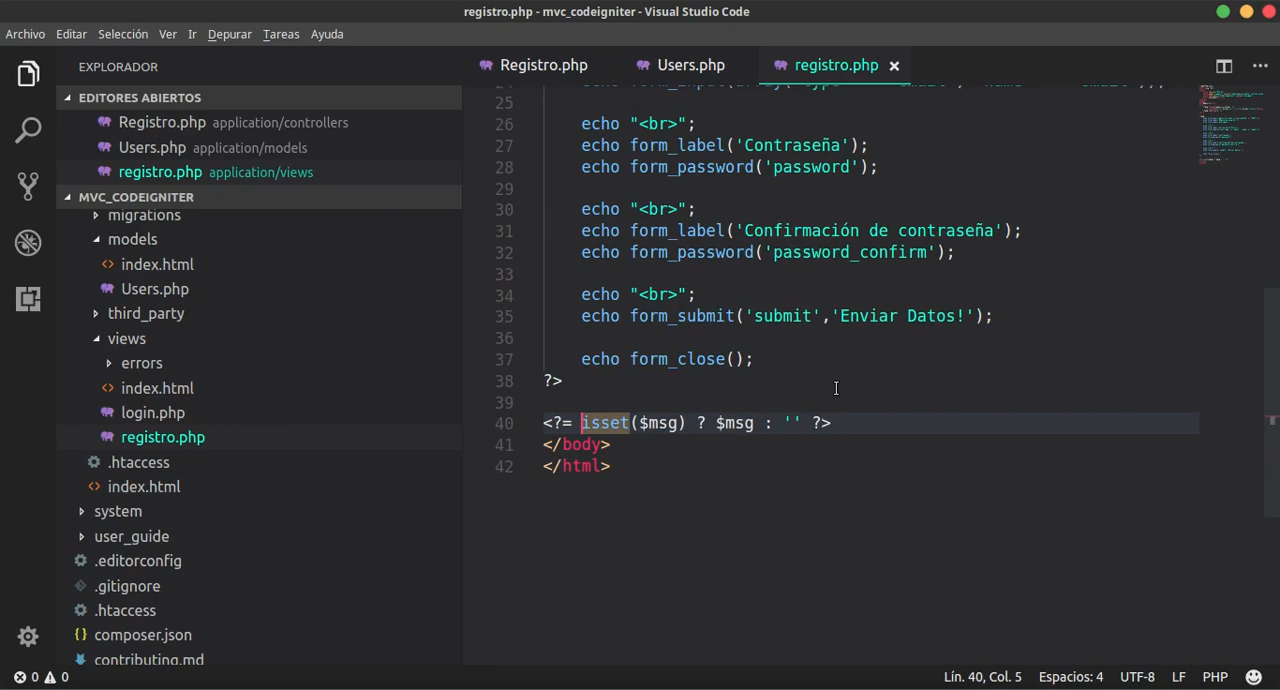 registro.php - mvc_codeigniter - Visual Studio Code
Archivo Editar Selección Ver Ir Depurar Tareas Ayuda
EXPLORADOR
EDITORES ABIERTOS
Registro.php application/controllers
Users.php application/models
registro.php application/views
MVC_CODEIGNITER
migrations
models
<> index.html
Users.php
third_party
views
errors
<> index.html
login.php
registro.php
.htaccess
<> index.html
system
user_guide
.editorconfig
.gitignore
.htaccess
{} composer.json
contributing.md
Registro.php Users.php registro.php
25
26 echo "<br>";
27 echo form_label('Contraseña');
28 echo form_password('password');
29
30 echo "<br>";
31 echo form_label('Confirmación de contraseña');
32 echo form_password('password_confirm');
33
34 echo "<br>";
35 echo form_submit('submit','Enviar Datos!');
36
37 echo form_close();
38 ?>
39
40 <?= isset($msg) ? $msg : '' ?>
41 </body>
42 </html>
0 0 Lín. 40, Col. 5 Espacios: 4 UTF-8 LF PHP